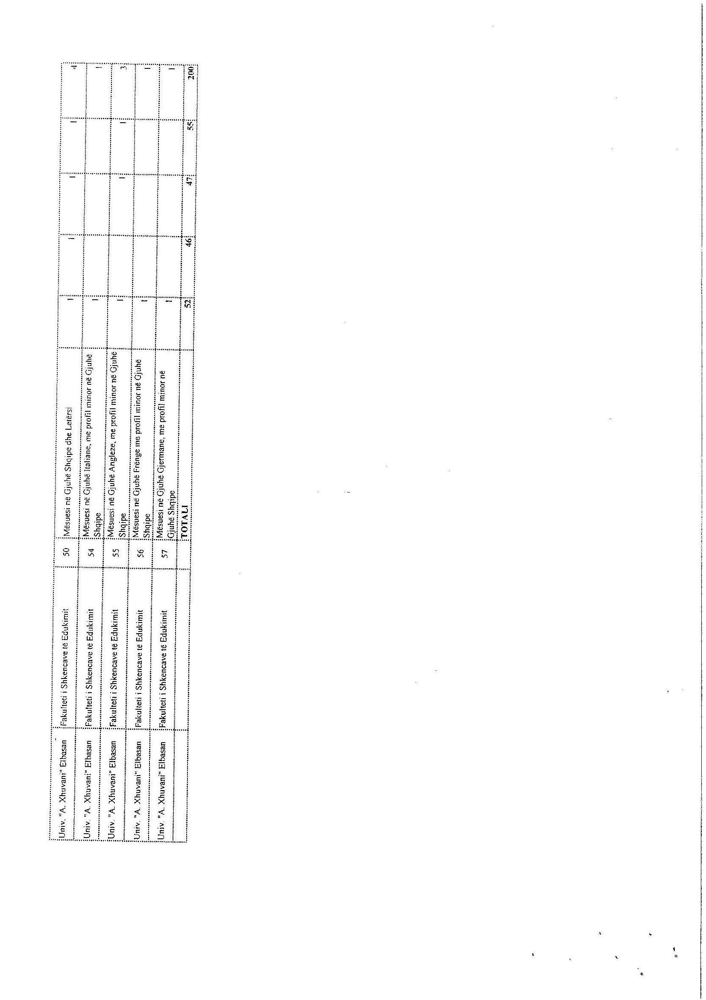 Univ. "A. Xhuvani" Elbasan Fakulteti i Shkencave të Edukimit 50 Mësuesi në Gjuhë Shqipe dhe Letërsi 1 1 1 1 4
Univ. "A. Xhuvani" Elbasan Fakulteti i Shkencave të Edukimit 54 Mësuesi në Gjuhë Italiane, me profil minor në Gjuhë
Shqipe 1 1
Univ. "A. Xhuvani" Elbasan Fakulteti i Shkencave të Edukimit 55 Mësuesi në Gjuhë Angleze, me profil minor në Gjuhë
Shqipe 1 1 1 3
Univ. "A. Xhuvani" Elbasan Fakulteti i Shkencave të Edukimit 56 Mësuesi në Gjuhë Frënge me profil minor në Gjuhë
Shqipe 1 1
Univ. "A. Xhuvani" Elbasan Fakulteti i Shkencave të Edukimit 57 Mësuesi në Gjuhë Gjermane, me profil minor në
Gjuhë Shqipe 1 1
TOTALI 52 46 47 55 200